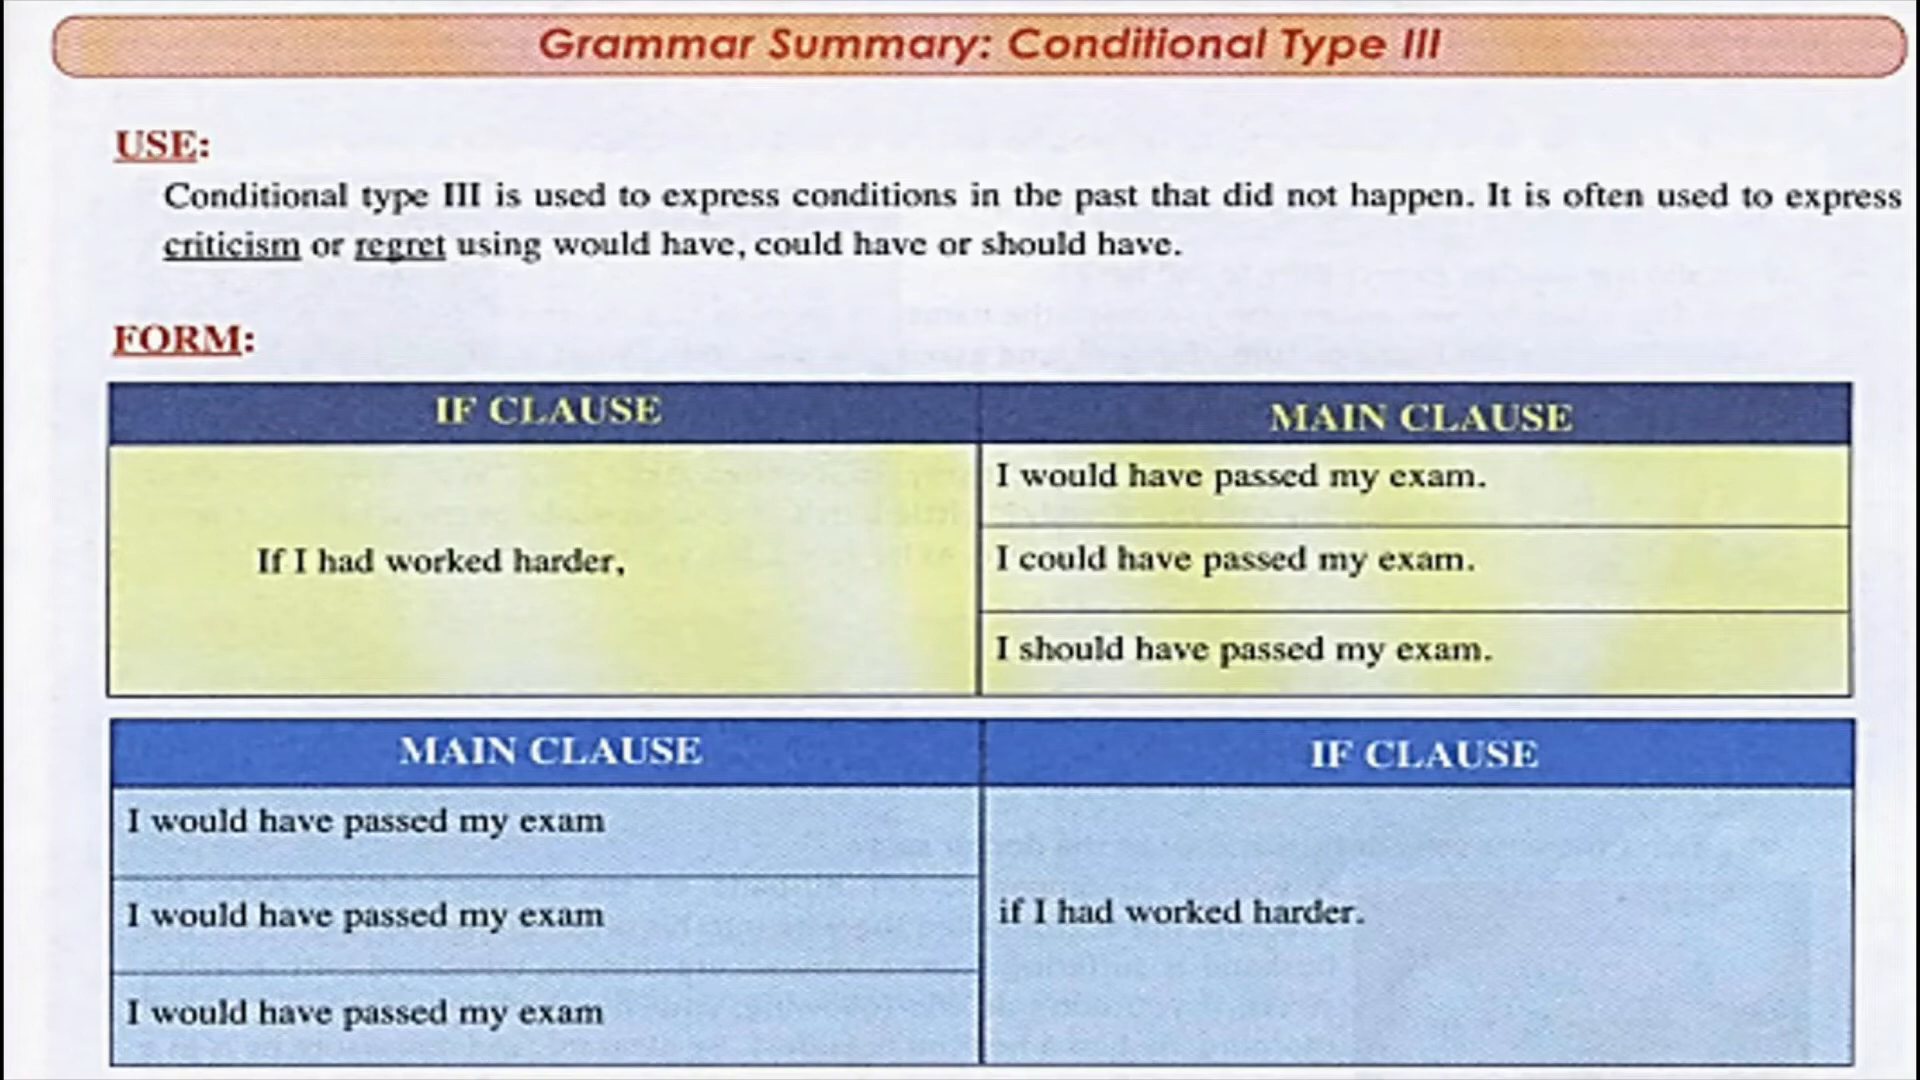 Grammar Summary: Conditional Type III
USE:
Conditional type III is used to express conditions in the past that did not happen. It is often used to express
criticism or regret using would have, could have or should have.
FORM:
IF CLAUSE
MAIN CLAUSE
If I had worked harder,
I would have passed my exam.
I could have passed my exam.
I should have passed my exam.
MAIN CLAUSE
IF CLAUSE
I would have passed my exam
I would have passed my exam
I would have passed my exam
if I had worked harder.